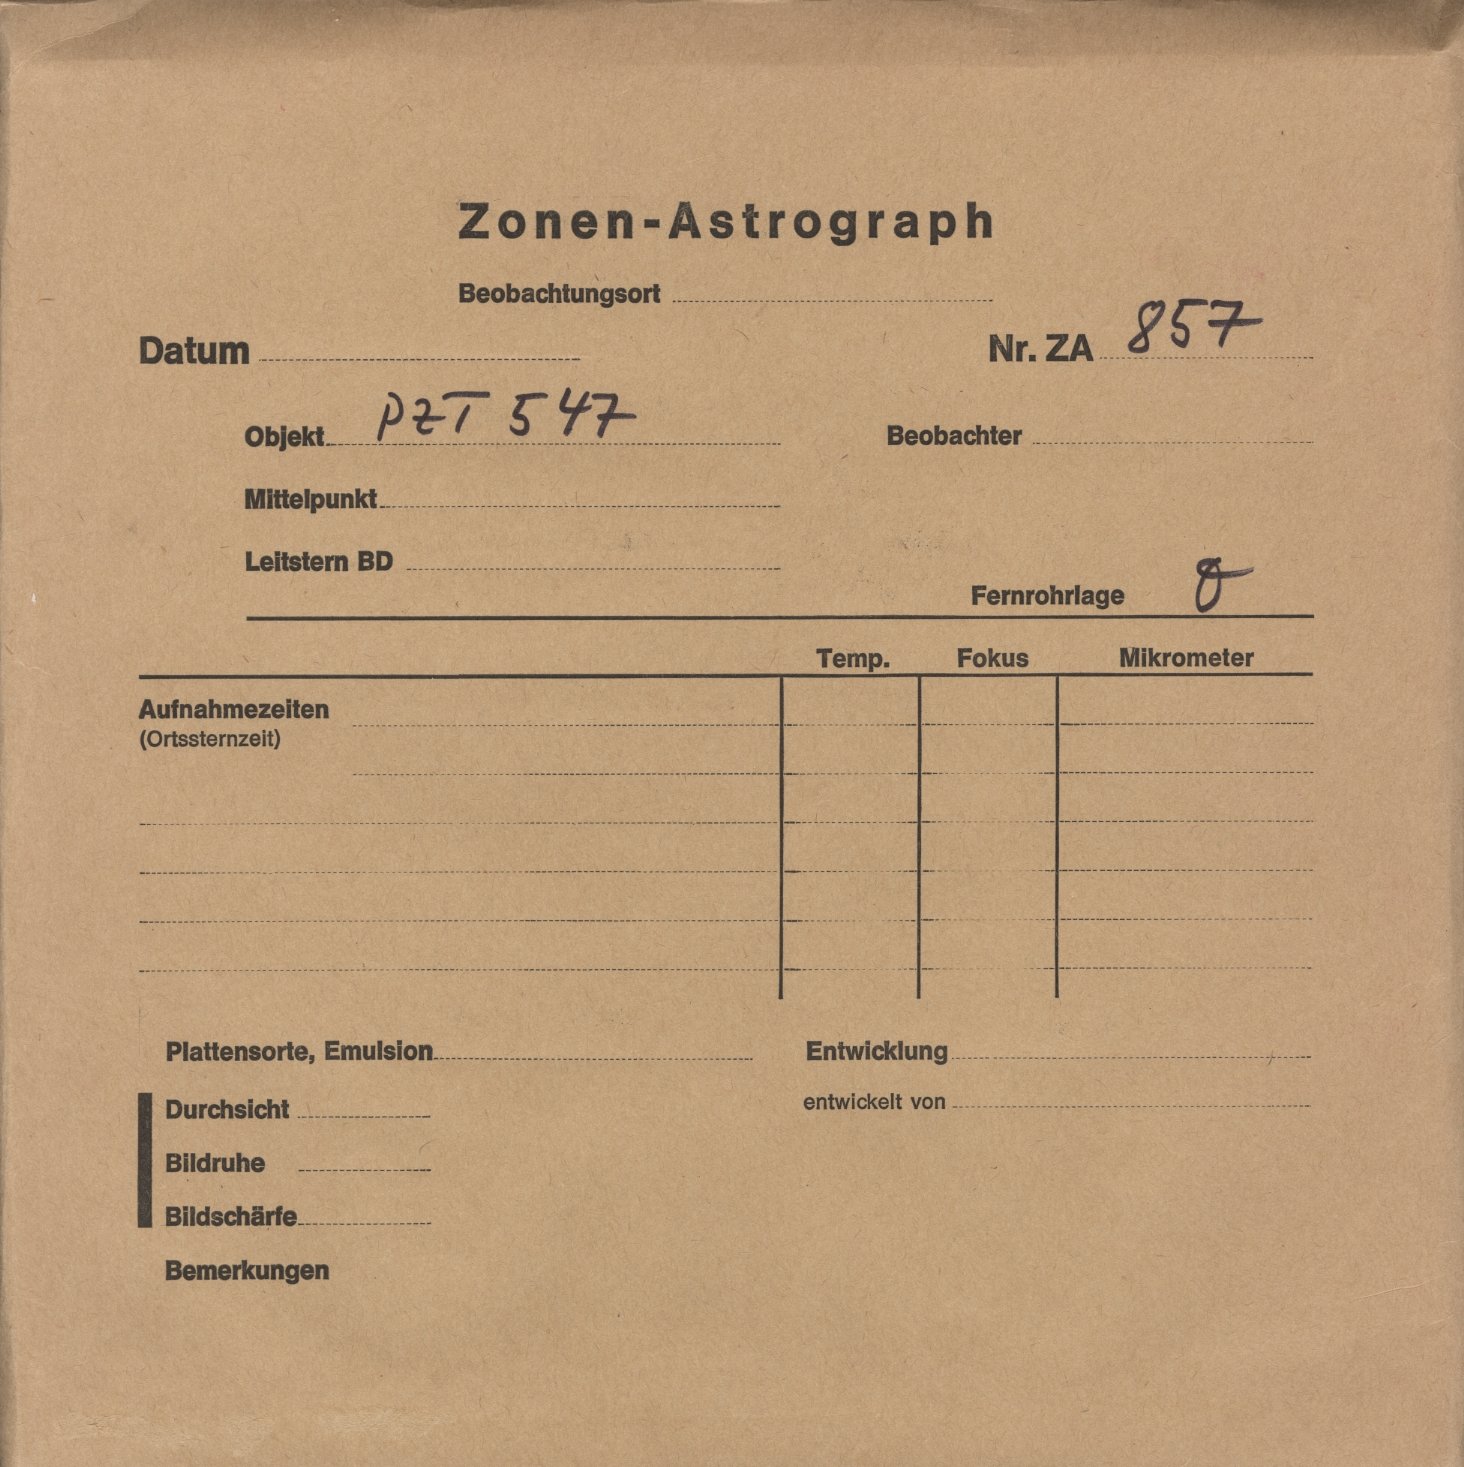 Zonen-Astrograph
Beobachtungsort
Datum
Nr. ZA 857
Objekt PZT 547
Beobachter
Mittelpunkt
Leitstern BD
Fernrohrlage
Temp. Fokus Mikrometer
Aufnahmezeiten
(Ortssternzeit)
Plattensorte, Emulsion
Entwicklung
Durchsicht
entwickelt von
Bildruhe
Bildschärfe
Bemerkungen